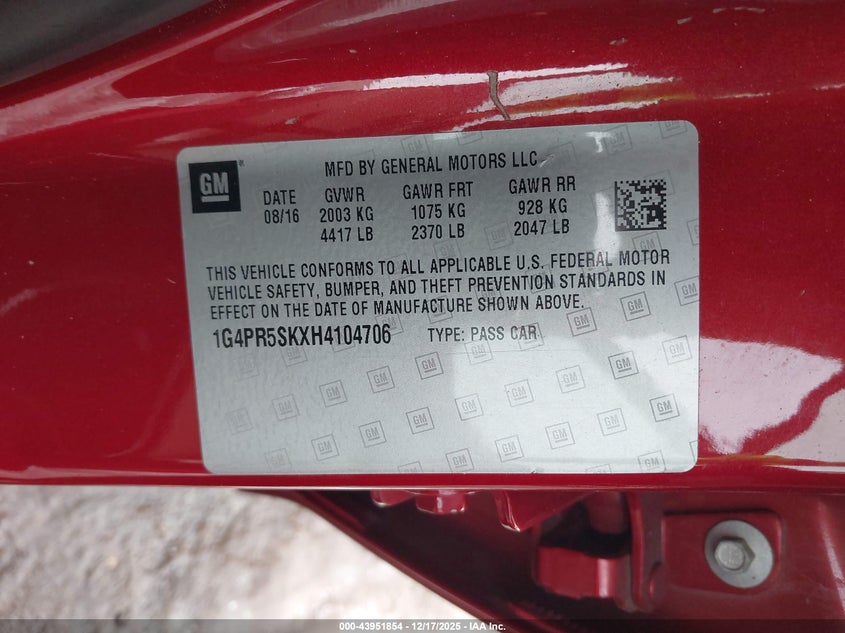 MFD BY GENERAL MOTORS LLC
GM
DATE GVWR GAWR FRT GAWR RR
08/16 2003 KG 1075 KG 928 KG
4417 LB 2370 LB 2047 LB
THIS VEHICLE CONFORMS TO ALL APPLICABLE U.S. FEDERAL MOTOR
VEHICLE SAFETY, BUMPER, AND THEFT PREVENTION STANDARDS IN
EFFECT ON THE DATE OF MANUFACTURE SHOWN ABOVE.
1G4PR5SKXH4104706 TYPE: PASS CAR
000-43951854 | 12/17/2025 - IAA, Inc.